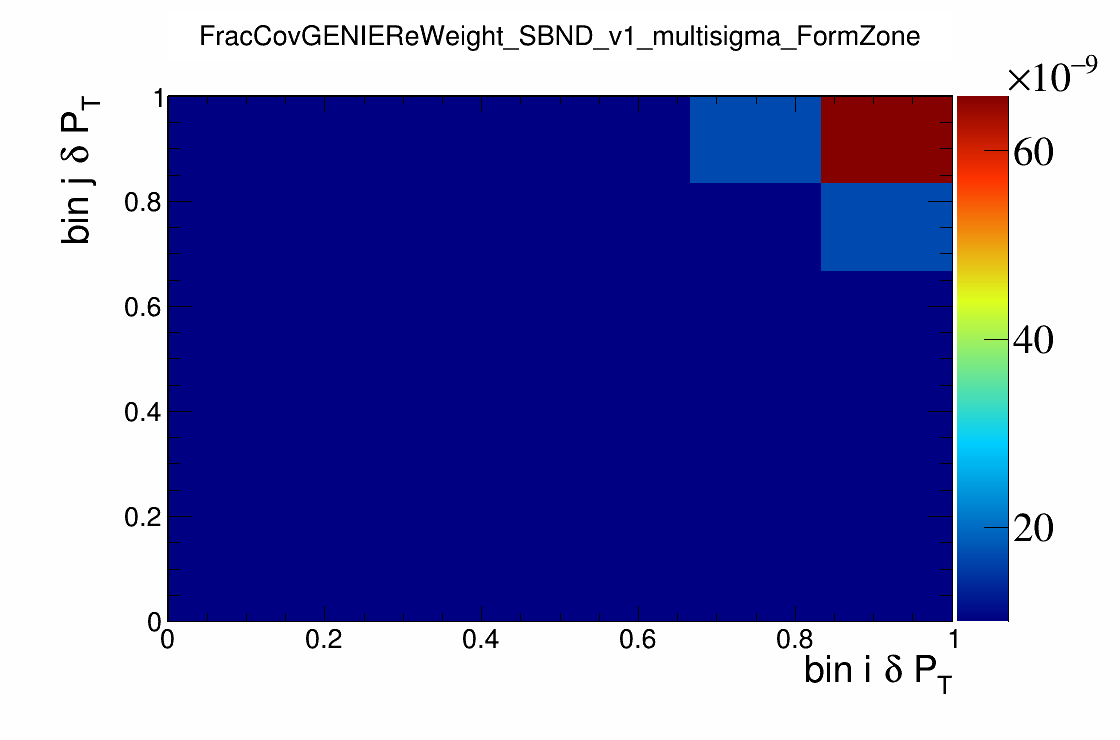 FracCovGENIEReWeight_SBND_v1_multisigma_FormZone
×10⁻⁹
bin j δ P_T
1
0.8
0.6
0.4
0.2
0
0 0.2 0.4 0.6 0.8 1
bin i δ P_T
60
40
20